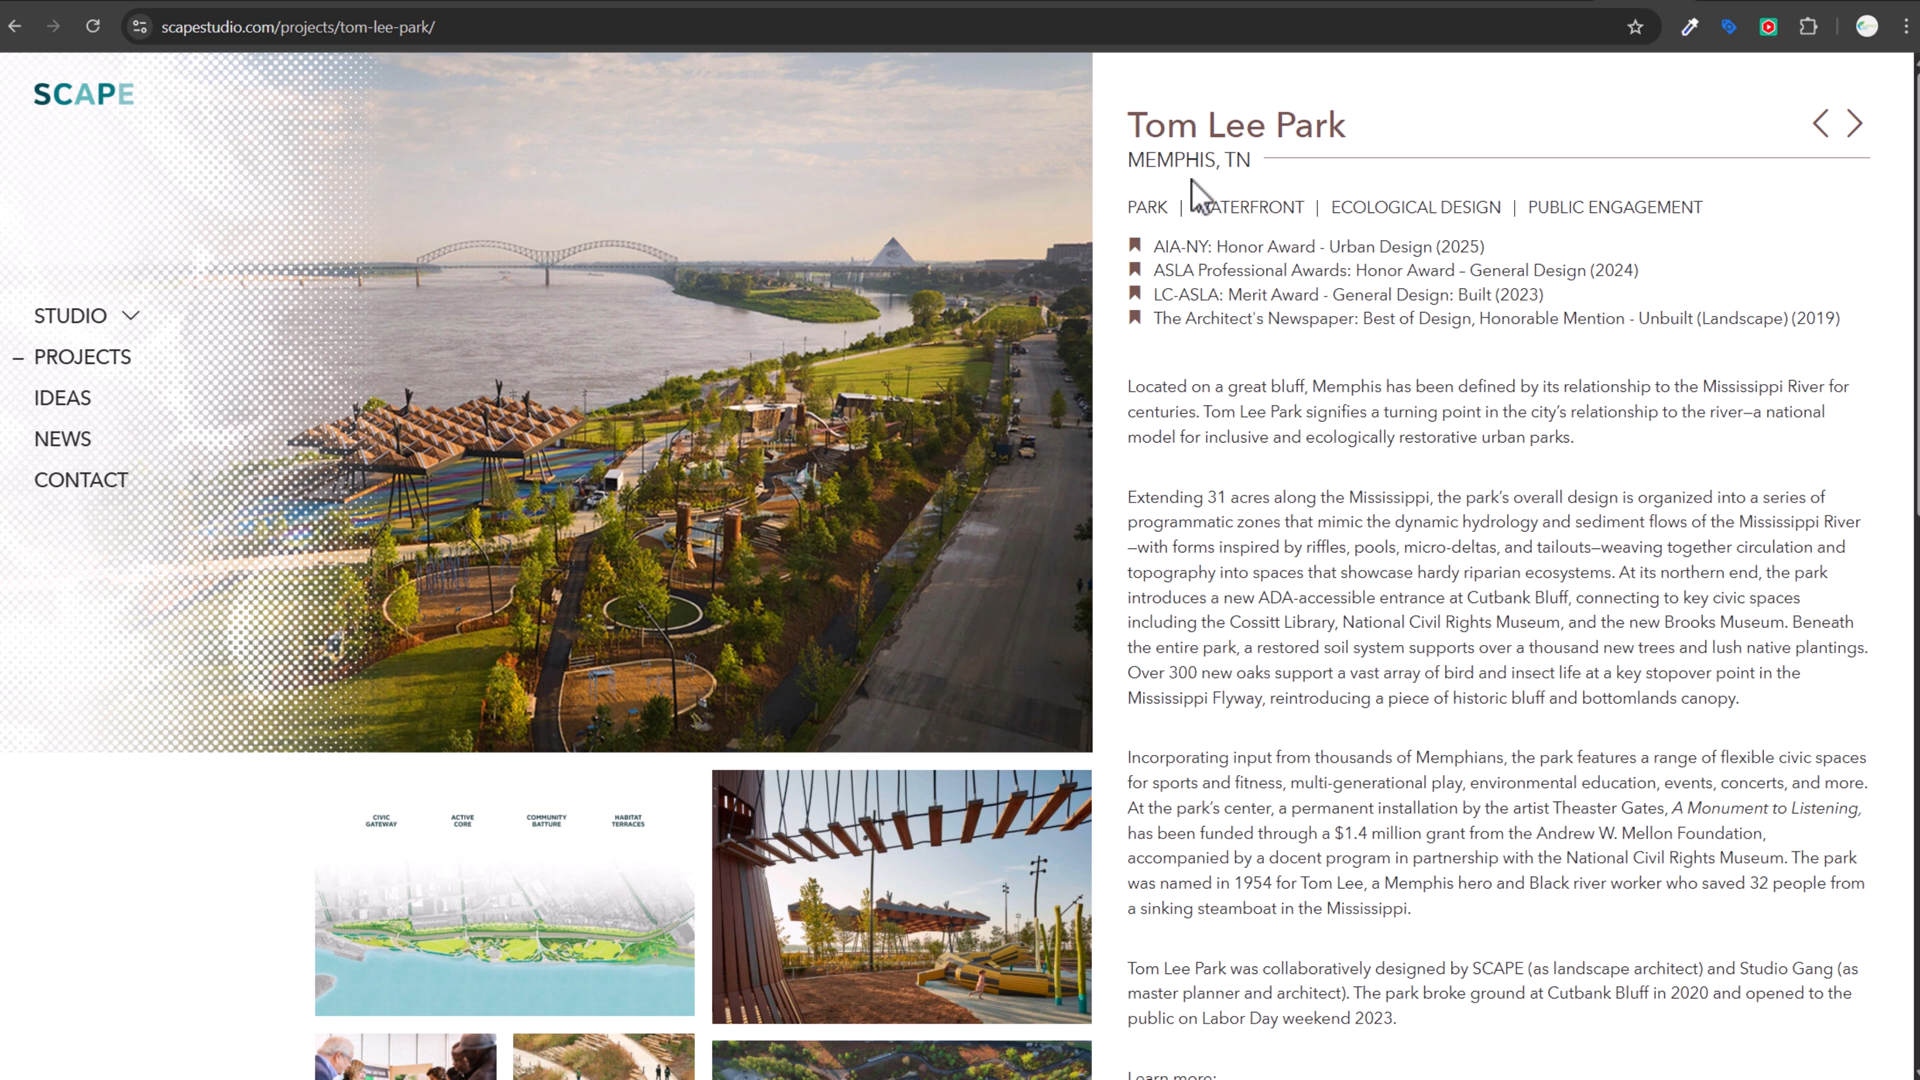 scapestudio.com/projects/tom-lee-park/
SCAPE
STUDIO
PROJECTS
IDEAS
NEWS
CONTACT
Tom Lee Park
MEMPHIS, TN
PARK | WATERFRONT | ECOLOGICAL DESIGN | PUBLIC ENGAGEMENT
AIA-NY: Honor Award - Urban Design (2025)
ASLA Professional Awards: Honor Award – General Design (2024)
LC-ASLA: Merit Award - General Design: Built (2023)
The Architect's Newspaper: Best of Design, Honorable Mention - Unbuilt (Landscape) (2019)
Located on a great bluff, Memphis has been defined by its relationship to the Mississippi River for
centuries. Tom Lee Park signifies a turning point in the city’s relationship to the river—a national
model for inclusive and ecologically restorative urban parks.
Extending 31 acres along the Mississippi, the park’s overall design is organized into a series of
programmatic zones that mimic the dynamic hydrology and sediment flows of the Mississippi River
—with forms inspired by riffles, pools, micro-deltas, and tailouts—weaving together circulation and
topography into spaces that showcase hardy riparian ecosystems. At its northern end, the park
introduces a new ADA-accessible entrance at Cutbank Bluff, connecting to key civic spaces
including the Cossitt Library, National Civil Rights Museum, and the new Brooks Museum. Beneath
the entire park, a restored soil system supports over a thousand new trees and lush native plantings.
Over 300 new oaks support a vast array of bird and insect life at a key stopover point in the
Mississippi Flyway, reintroducing a piece of historic bluff and bottomlands canopy.
Incorporating input from thousands of Memphians, the park features a range of flexible civic spaces
for sports and fitness, multi-generational play, environmental education, events, concerts, and more.
At the park’s center, a permanent installation by the artist Theaster Gates, A Monument to Listening,
has been funded through a $1.4 million grant from the Andrew W. Mellon Foundation,
accompanied by a docent program in partnership with the National Civil Rights Museum. The park
was named in 1954 for Tom Lee, a Memphis hero and Black river worker who saved 32 people from
a sinking steamboat in the Mississippi.
Tom Lee Park was collaboratively designed by SCAPE (as landscape architect) and Studio Gang (as
master planner and architect). The park broke ground at Cutbank Bluff in 2020 and opened to the
public on Labor Day weekend 2023.
Learn more:
CIVIC
GATEWAY
ACTIVE
CORE
COMMUNITY
BATTURE
HABITAT
TERRACES